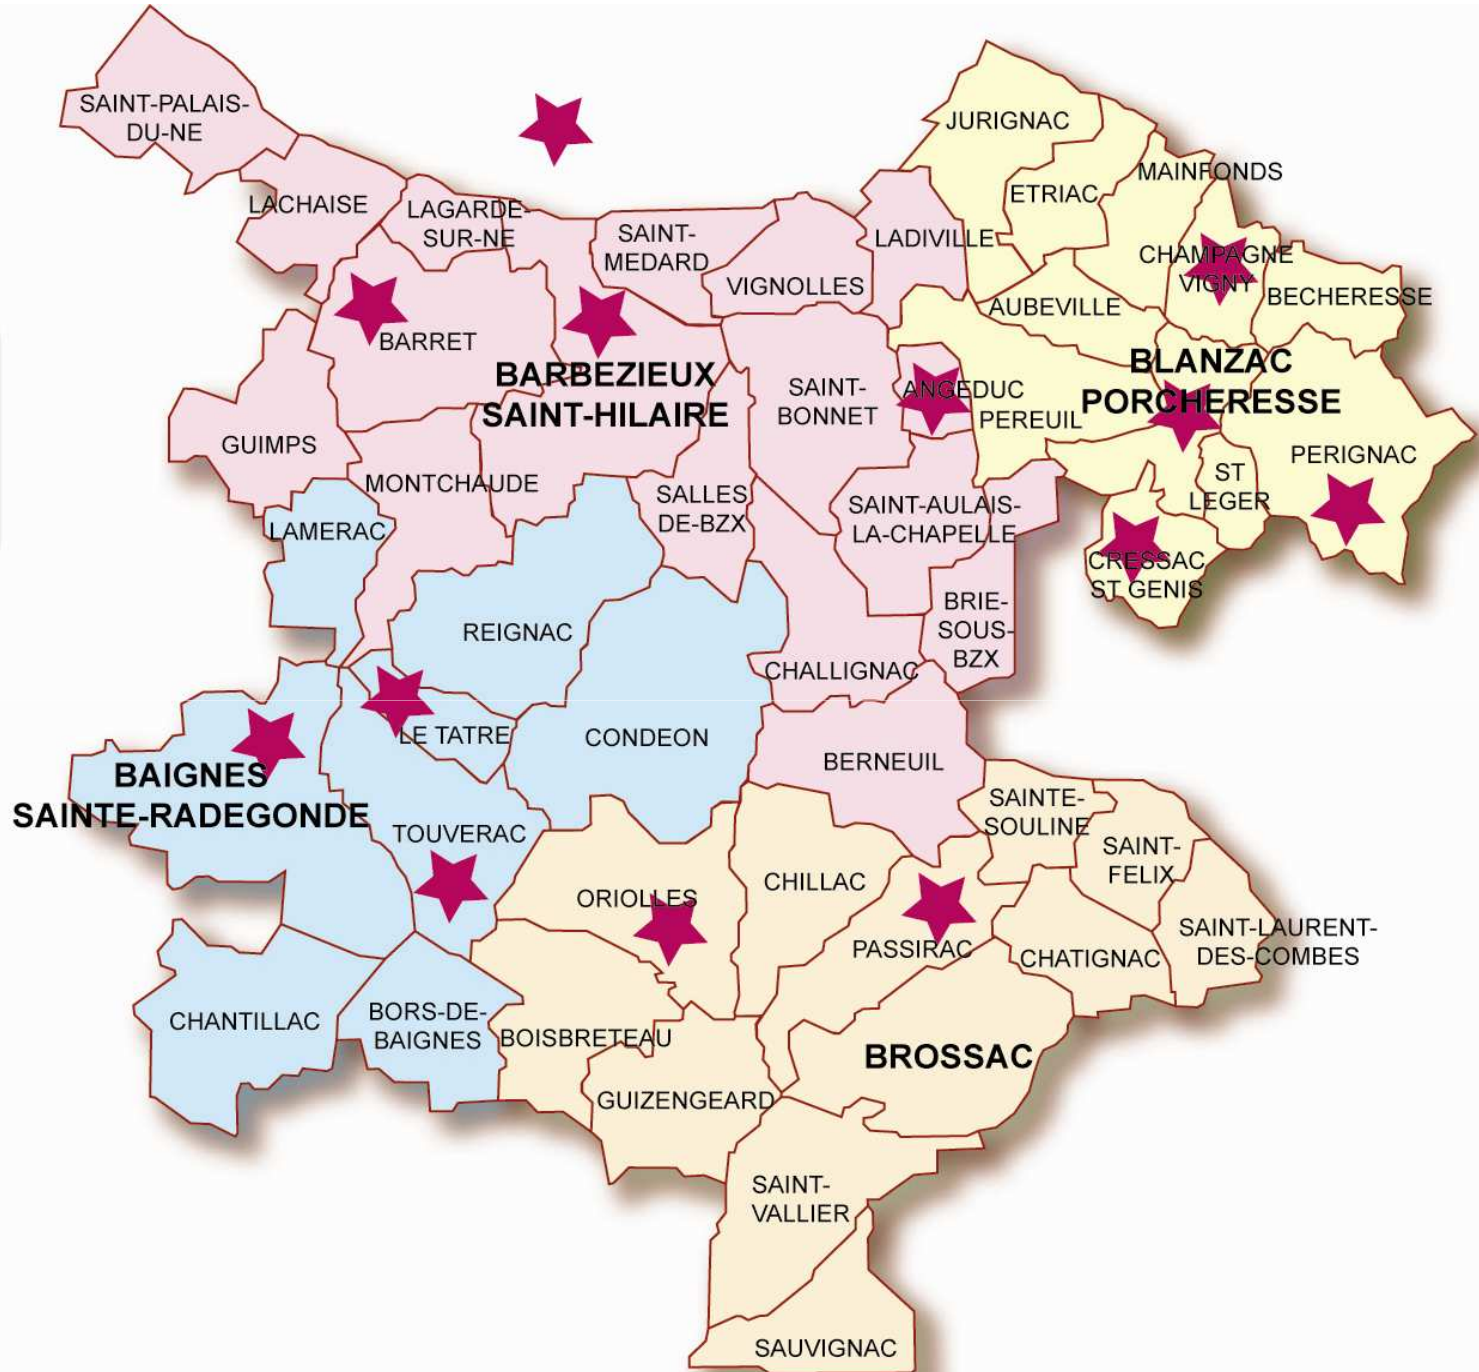 SAINT-PALAIS-
DU-NE
JURIGNAC
MAINFONDS
LACHAISE
LAGARDE-
SUR-NE
ETRIAC
SAINT-
MEDARD
LADIVILLE
CHAMPAGNE
VIGNY
VIGNOLLES
BECHERESSE
AUBEVILLE
BARRET
BARBEZIEUX
SAINT-HILAIRE
BLANZAC
PORCHERESSE
SAINT-
BONNET
ANGEDUC
PEREUIL
GUIMPS
PERIGNAC
MONTCHAUDE
SALLES
DE-BZX
SAINT-AULAIS-
LA-CHAPELLE
ST
LEGER
LAMERAC
CRESSAC
ST GENIS
REIGNAC
BRIE-
SOUS-
BZX
CHALLIGNAC
LE TATRE
CONDEON
BERNEUIL
BAIGNES
SAINTE-RADEGONDE
TOUVERAC
SAINTE-
SOULINE
SAINT-
FELIX
ORIOLLES
CHILLAC
PASSIRAC
CHATIGNAC
SAINT-LAURENT-
DES-COMBES
CHANTILLAC
BORS-DE-
BAIGNES
BOISBRETEAU
BROSSAC
GUIZENGEARD
SAINT-
VALLIER
SAUVIGNAC